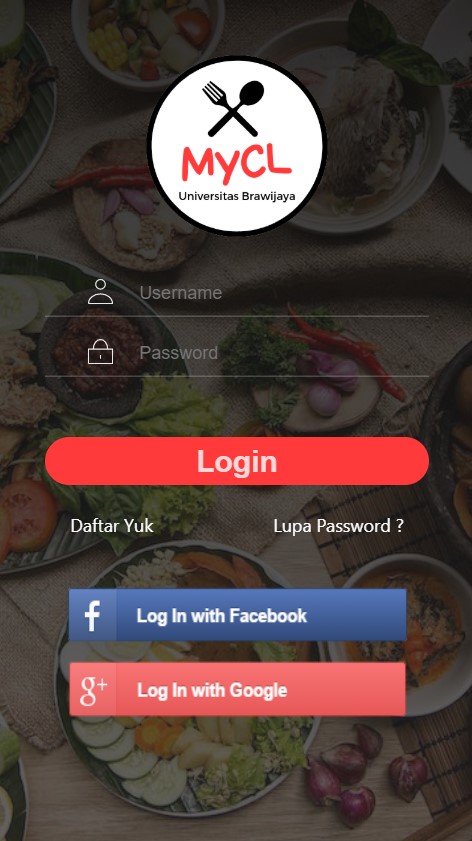 MyCL
Universitas Brawijaya
Username
Password
Login
Daftar Yuk
Lupa Password ?
f Log In with Facebook
g+ Log In with Google